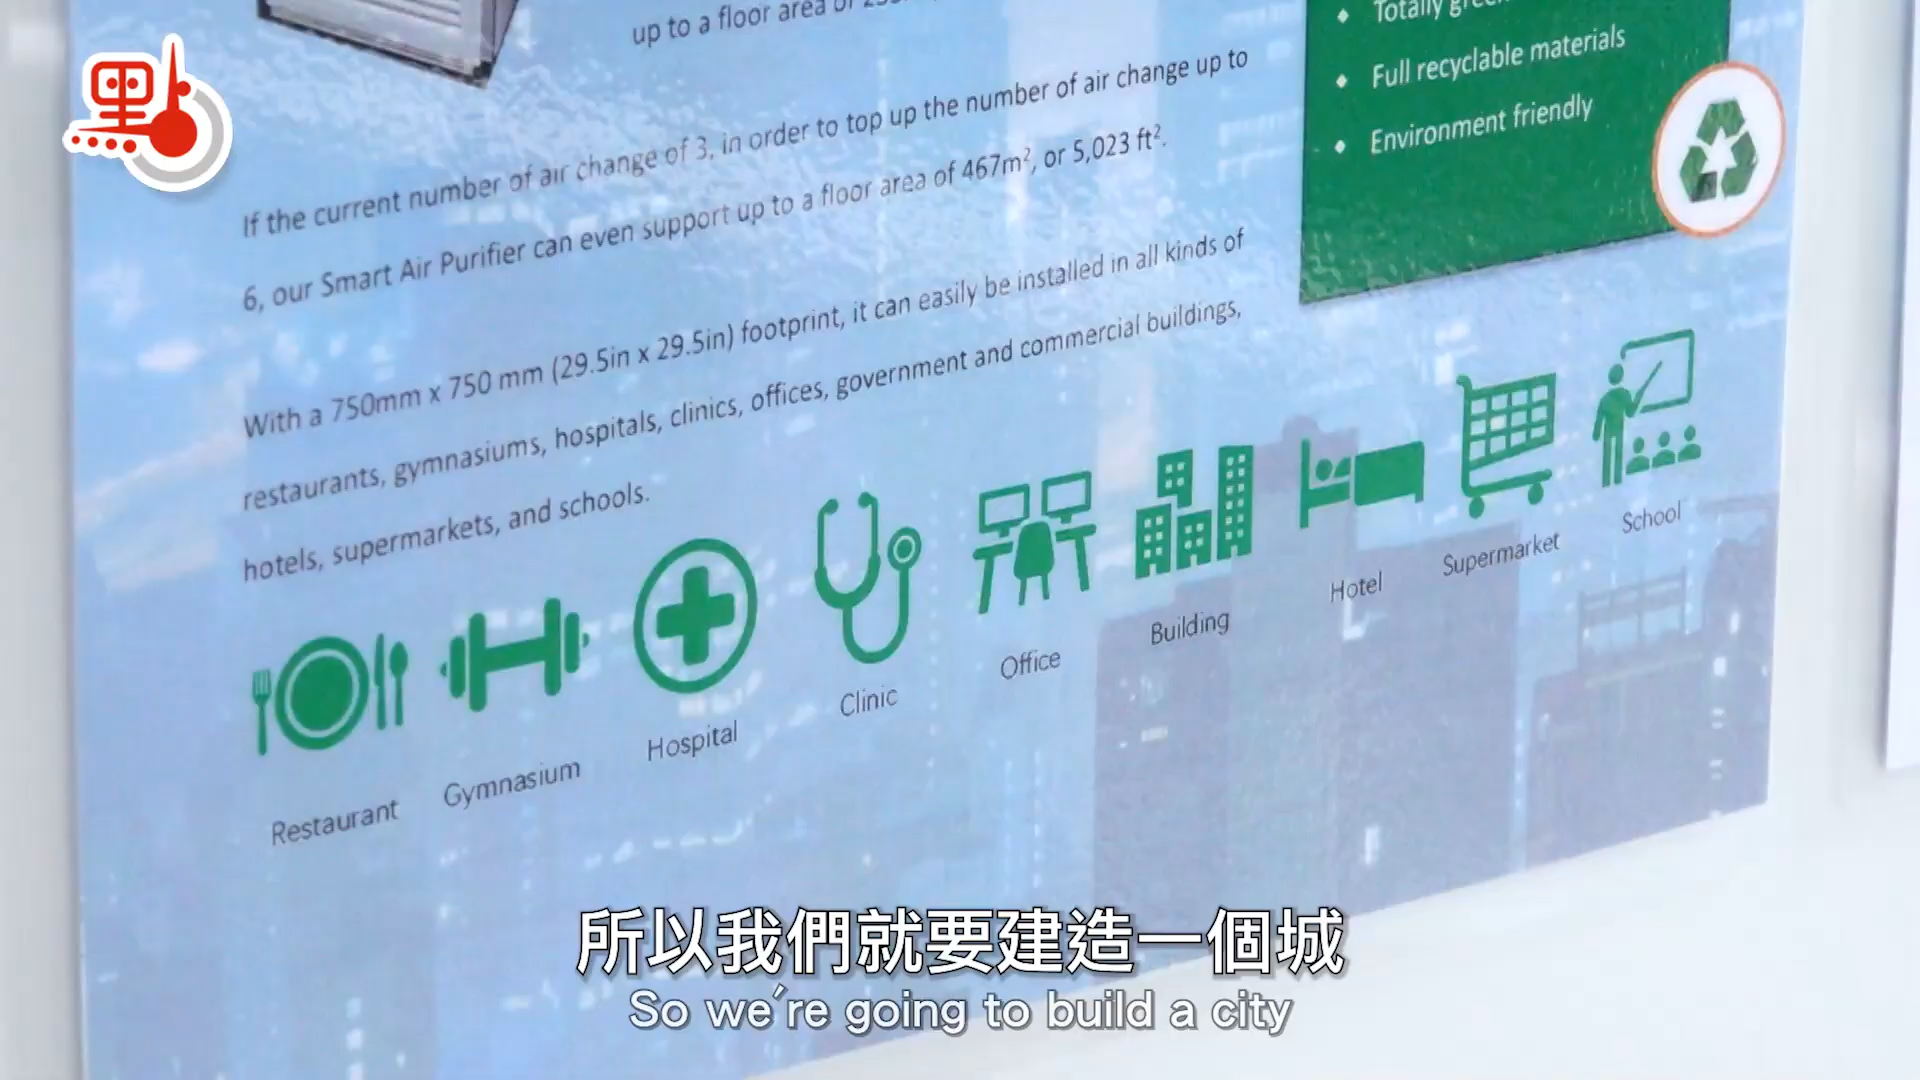 up to a floor area of
If the current number of air change of 3, in order to top up the number of air change up to
6, our Smart Air Purifier can even support up to a floor area of 467m², or 5,023 ft².
With a 750mm x 750 mm (29.5in x 29.5in) footprint, it can easily be installed in all kinds of
restaurants, gymnasiums, hospitals, clinics, offices, government and commercial buildings,
hotels, supermarkets, and schools.
Totally
Full recyclable materials
Environment friendly
Restaurant
Gymnasium
Hospital
Clinic
Office
Building
Hotel
Supermarket
School
所以我們就要建造一個城
So we're going to build a city